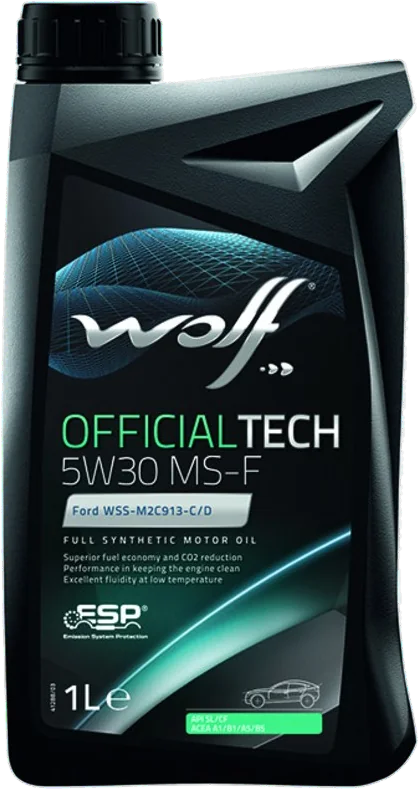 wolf
OFFICIALTECH
5W30 MS-F
Ford WSS-M2C913-C/D
FULL SYNTHETIC MOTOR OIL
Superior fuel economy and CO2 reduction
Performance in keeping the engine clean
Excellent fluidity at low temperature
ESP®
Emission System Protection
1L e
API SL/CF
ACEA A1/B1/A5/B5